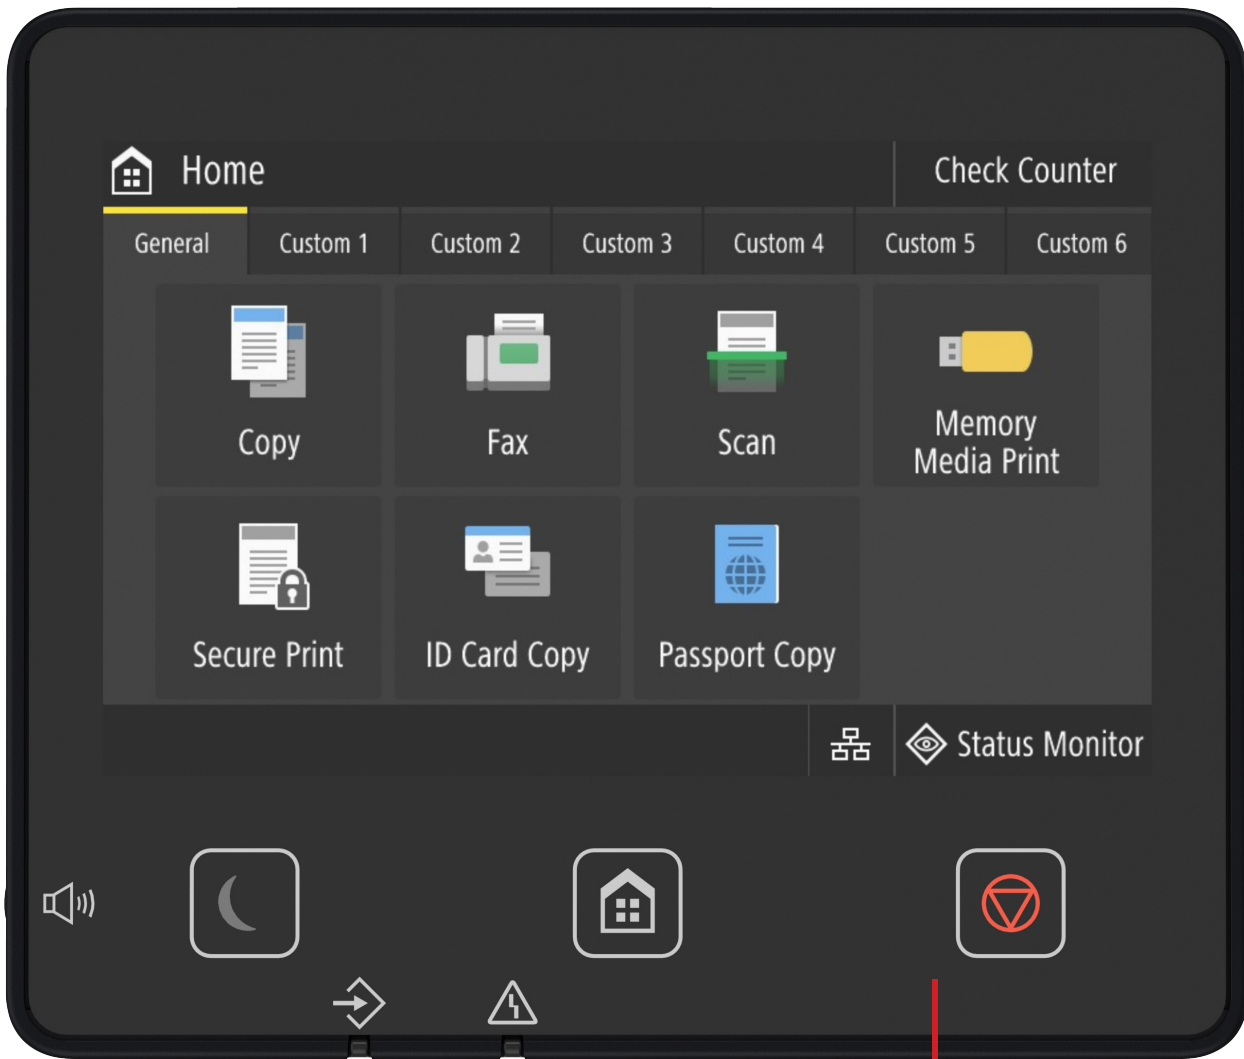 Home
Check Counter
General
Custom 1
Custom 2
Custom 3
Custom 4
Custom 5
Custom 6
Copy
Fax
Scan
Memory
Media Print
Secure Print
ID Card Copy
Passport Copy
Status Monitor